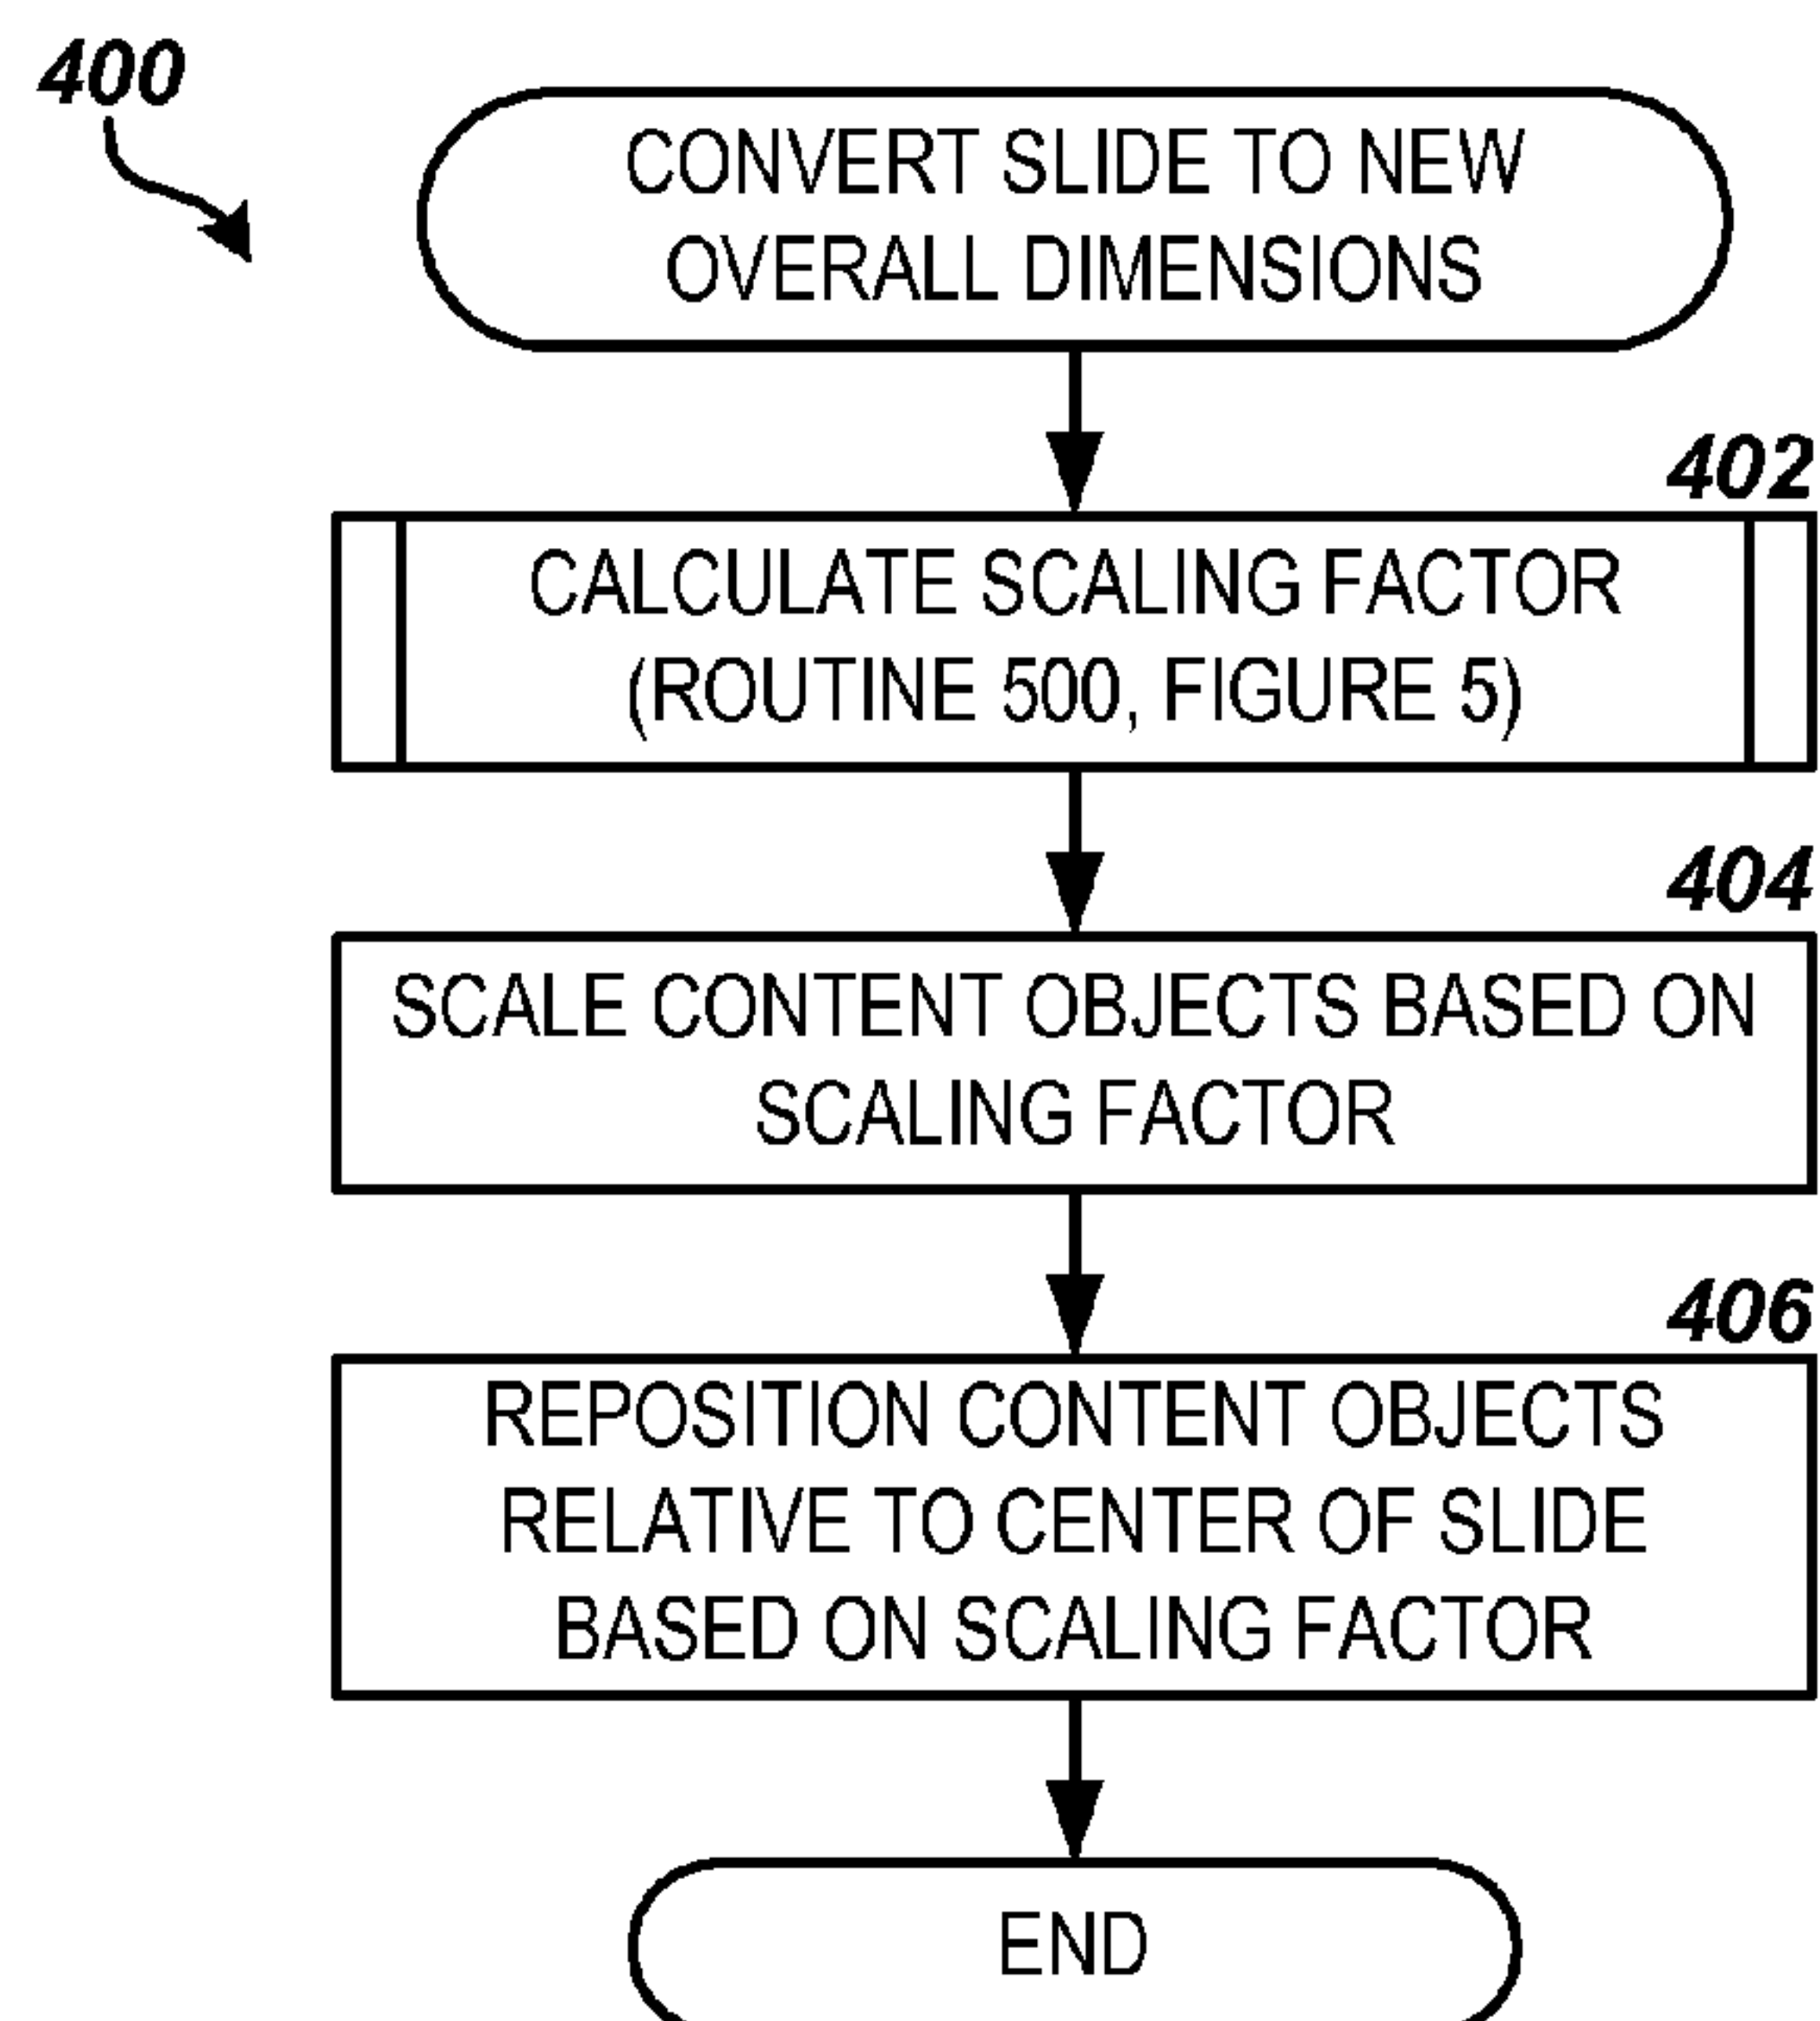 400
CONVERT SLIDE TO NEW
OVERALL DIMENSIONS
402
CALCULATE SCALING FACTOR
(ROUTINE 500, FIGURE 5)
404
SCALE CONTENT OBJECTS BASED ON
SCALING FACTOR
406
REPOSITION CONTENT OBJECTS
RELATIVE TO CENTER OF SLIDE
BASED ON SCALING FACTOR
END